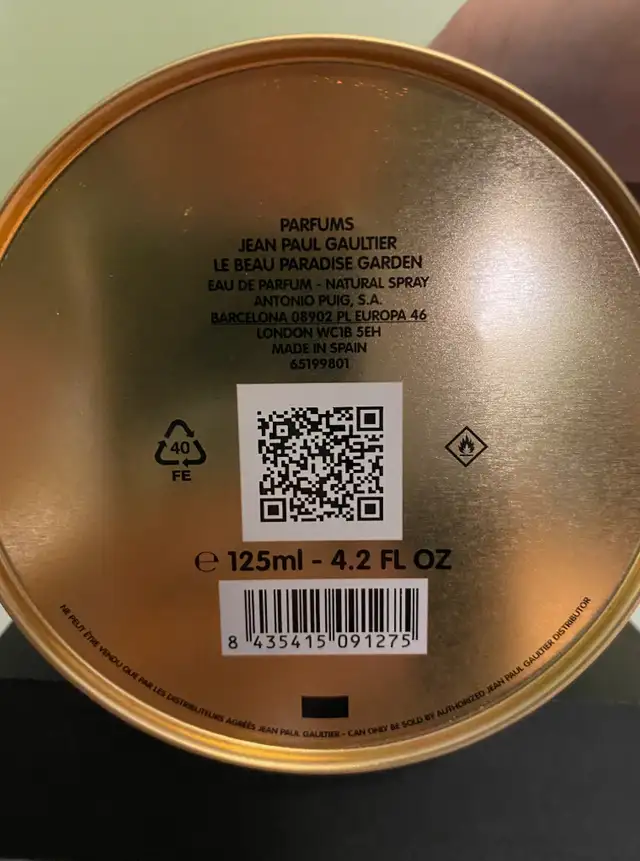 PARFUMS
JEAN PAUL GAULTIER
LE BEAU PARADISE GARDEN
EAU DE PARFUM - NATURAL SPRAY
ANTONIO PUIG, S.A.
BARCELONA 08902 PL EUROPA 46
LONDON WC1B 5EH
MADE IN SPAIN
65199801
40
FE
e 125ml - 4.2 FL OZ
8 435415 091275
NE PEUT ÊTRE VENDU QUE PAR LES DISTRIBUTEURS AGRÉÉS JEAN PAUL GAULTIER - CAN ONLY BE SOLD BY AUTHORIZED JEAN PAUL GAULTIER DISTRIBUTOR